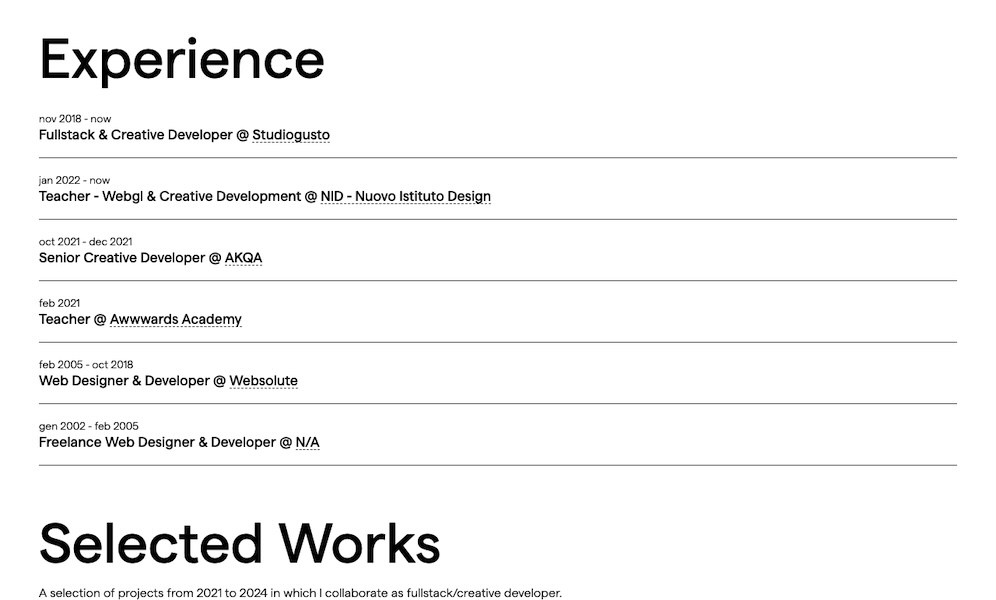 Experience
nov 2018 - now
Fullstack & Creative Developer @ Studiogusto
jan 2022 - now
Teacher - Webgl & Creative Development @ NID - Nuovo Istituto Design
oct 2021 - dec 2021
Senior Creative Developer @ AKQA
feb 2021
Teacher @ Awwwards Academy
feb 2005 - oct 2018
Web Designer & Developer @ Websolute
gen 2002 - feb 2005
Freelance Web Designer & Developer @ N/A
Selected Works
A selection of projects from 2021 to 2024 in which I collaborate as fullstack/creative developer.